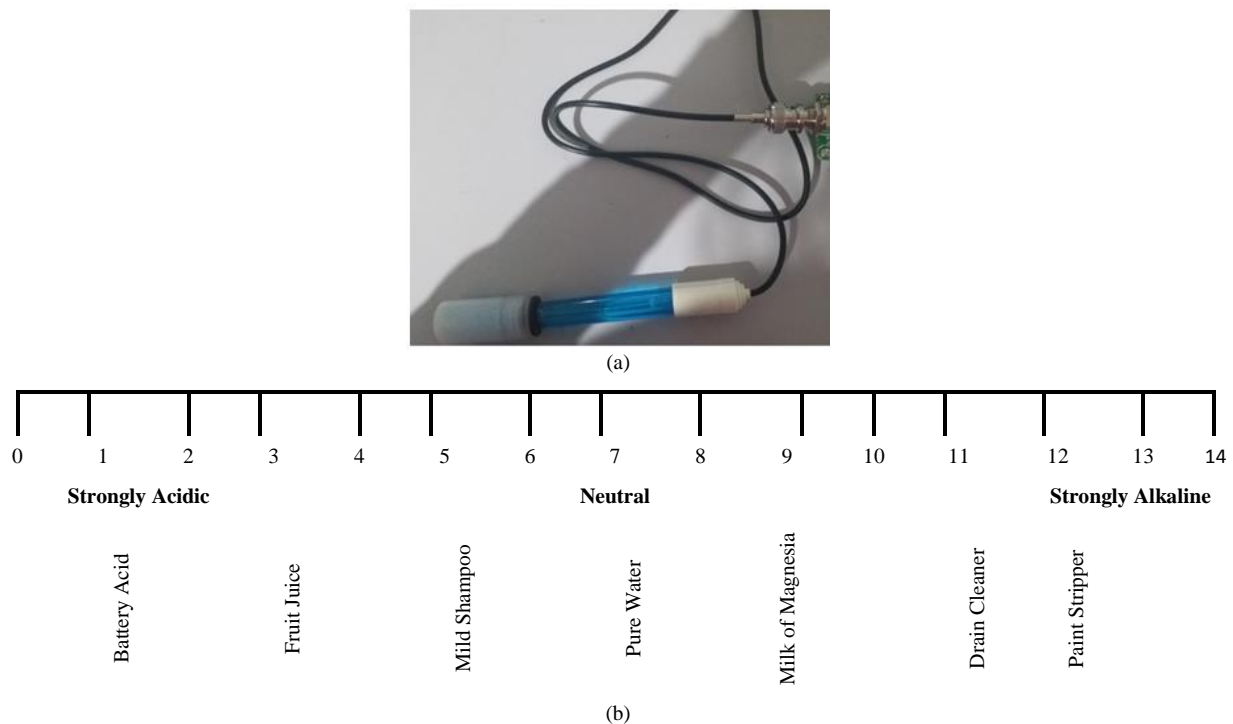 (a)
0 1 2 3 4 5 6 7 8 9 10 11 12 13 14
Strongly Acidic Neutral Strongly Alkaline
Battery Acid
Fruit Juice
Mild Shampoo
Pure Water
Milk of Magnesia
Drain Cleaner
Paint Stripper
(b)